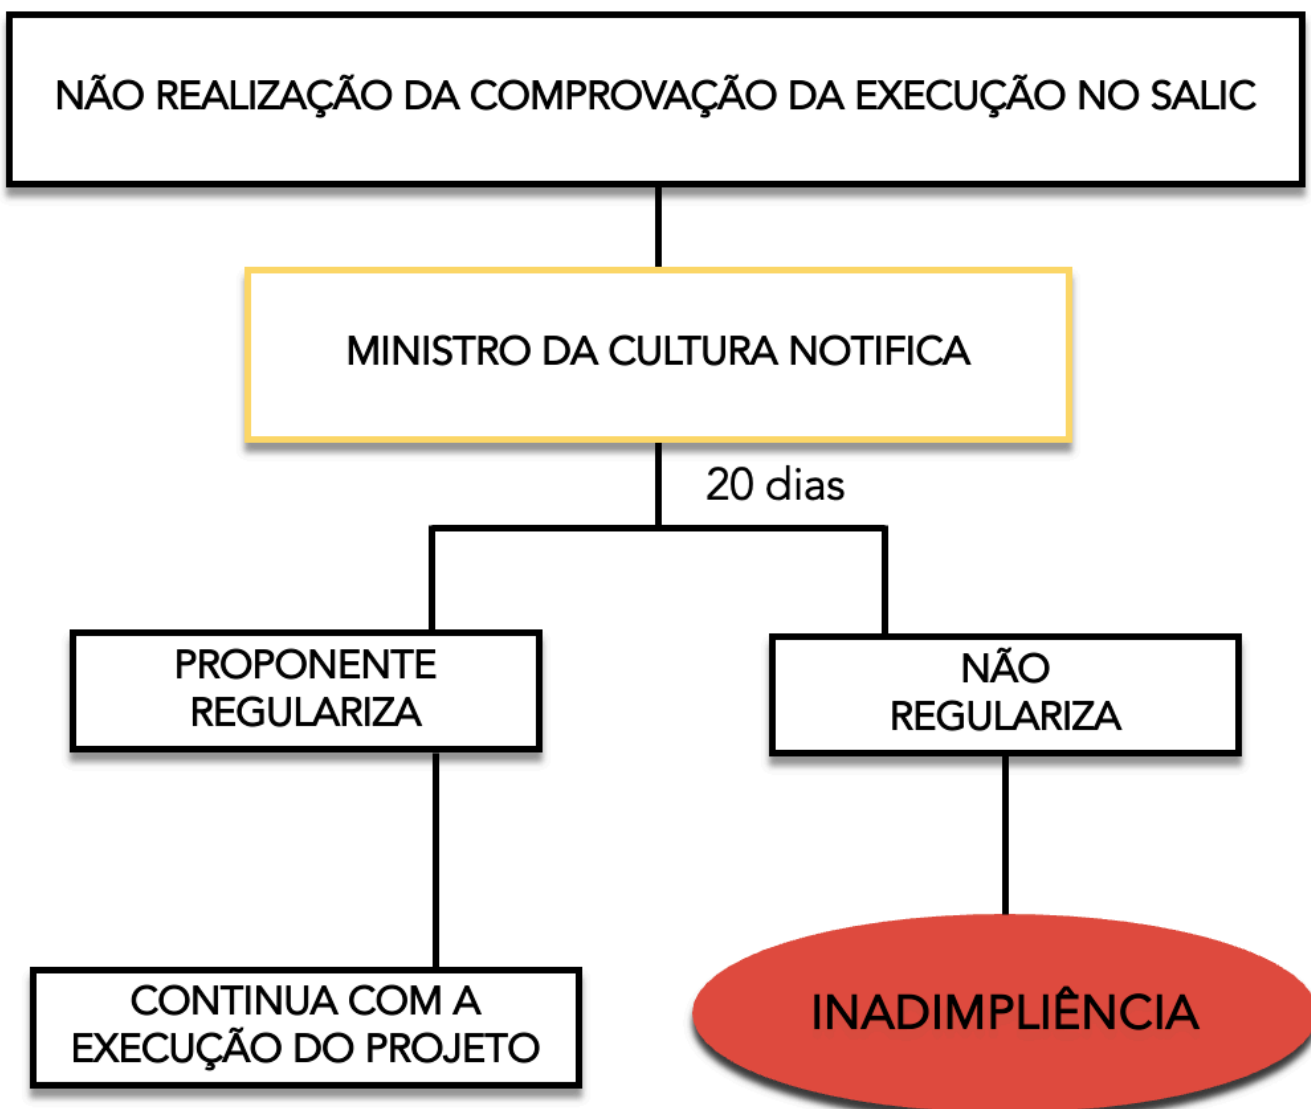 NÃO REALIZAÇÃO DA COMPROVAÇÃO DA EXECUÇÃO NO SALIC
MINISTRO DA CULTURA NOTIFICA
20 dias
PROPONENTE
REGULARIZA
NÃO
REGULARIZA
CONTINUA COM A
EXECUÇÃO DO PROJETO
INADIMPLIÊNCIA